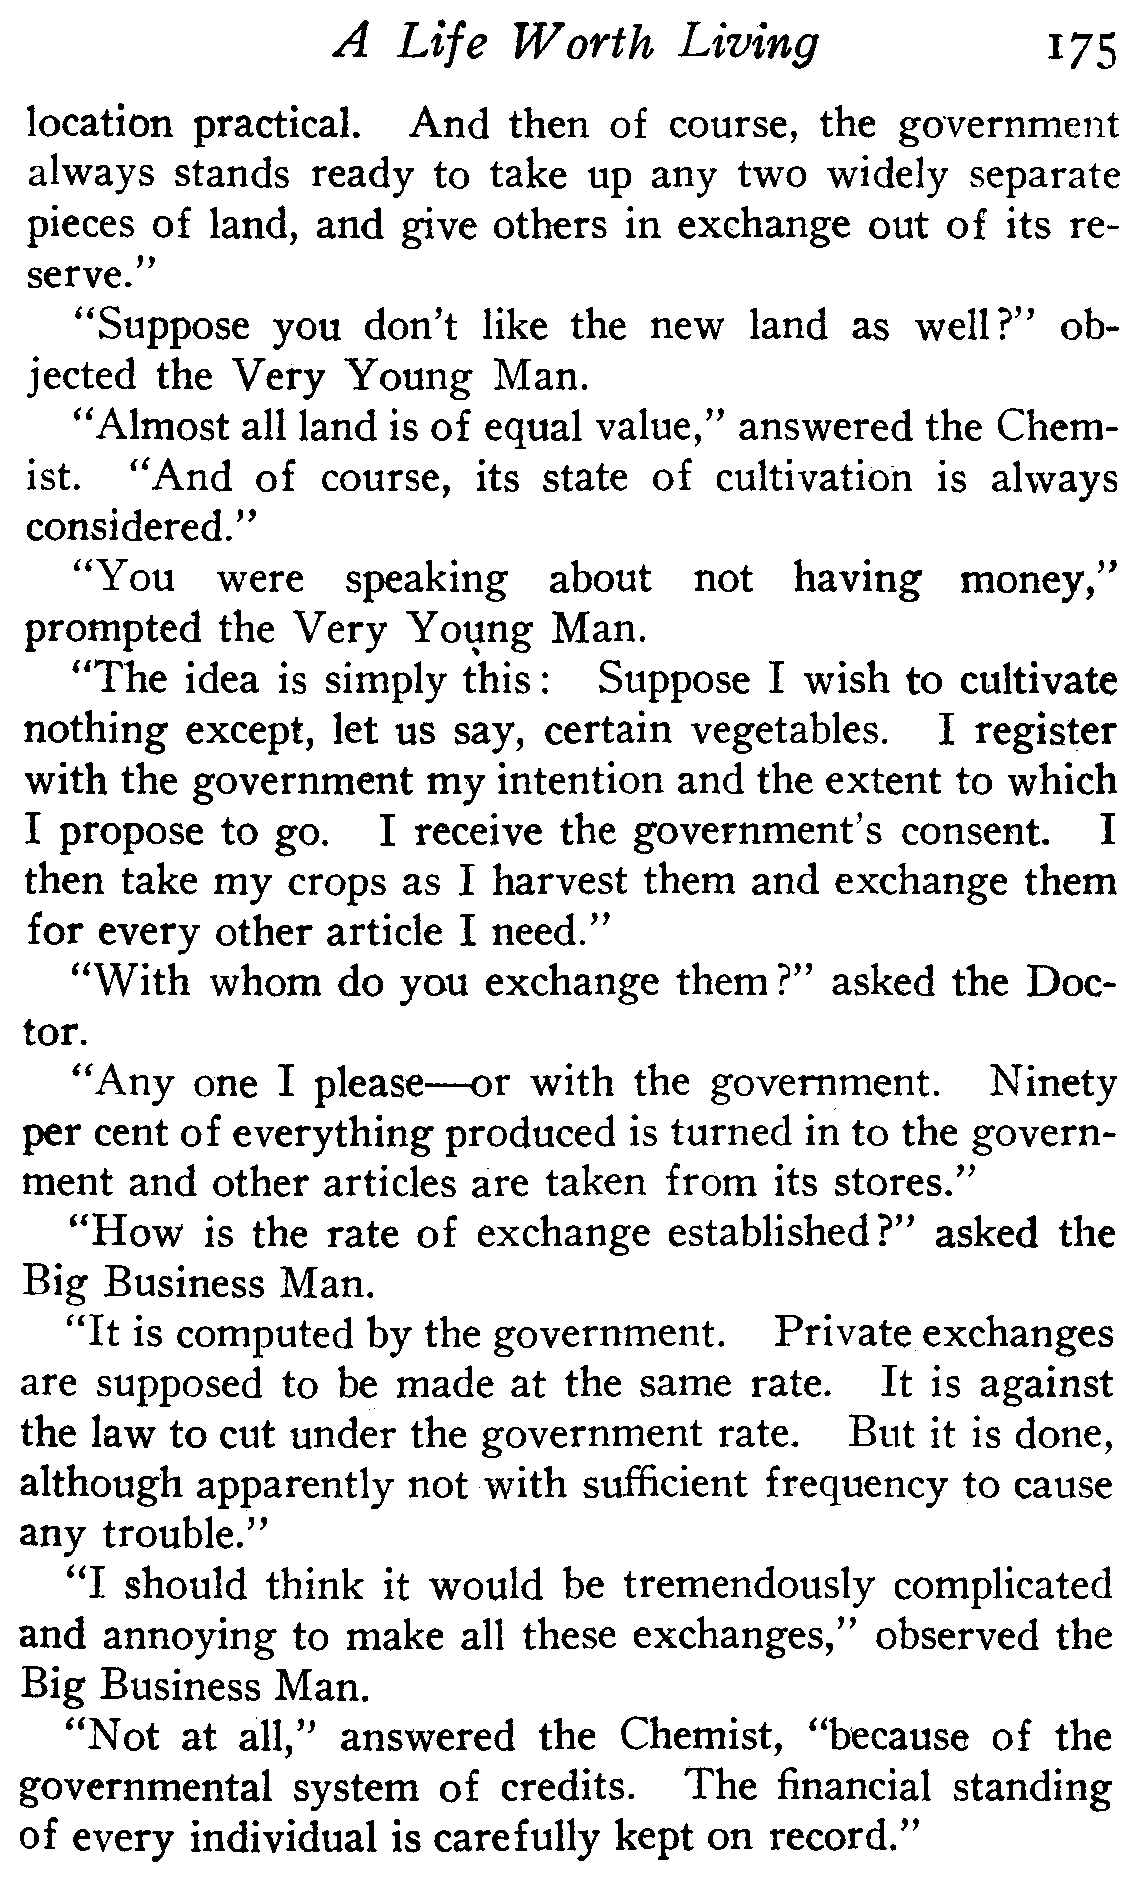 A Life Worth Living 175
location practical. And then of course, the government
always stands ready to take up any two widely separate
pieces of land, and give others in exchange out of its re-
serve."
"Suppose you don't like the new land as well?" ob-
jected the Very Young Man.
"Almost all land is of equal value," answered the Chem-
ist. "And of course, its state of cultivation is always
considered."
"You were speaking about not having money,"
prompted the Very Young Man.
"The idea is simply this: Suppose I wish to cultivate
nothing except, let us say, certain vegetables. I register
with the government my intention and the extent to which
I propose to go. I receive the government's consent. I
then take my crops as I harvest them and exchange them
for every other article I need."
"With whom do you exchange them?" asked the Doc-
tor.
"Any one I please—or with the government. Ninety
per cent of everything produced is turned in to the govern-
ment and other articles are taken from its stores."
"How is the rate of exchange established?" asked the
Big Business Man.
"It is computed by the government. Private exchanges
are supposed to be made at the same rate. It is against
the law to cut under the government rate. But it is done,
although apparently not with sufficient frequency to cause
any trouble."
"I should think it would be tremendously complicated
and annoying to make all these exchanges," observed the
Big Business Man.
"Not at all," answered the Chemist, "because of the
governmental system of credits. The financial standing
of every individual is carefully kept on record."